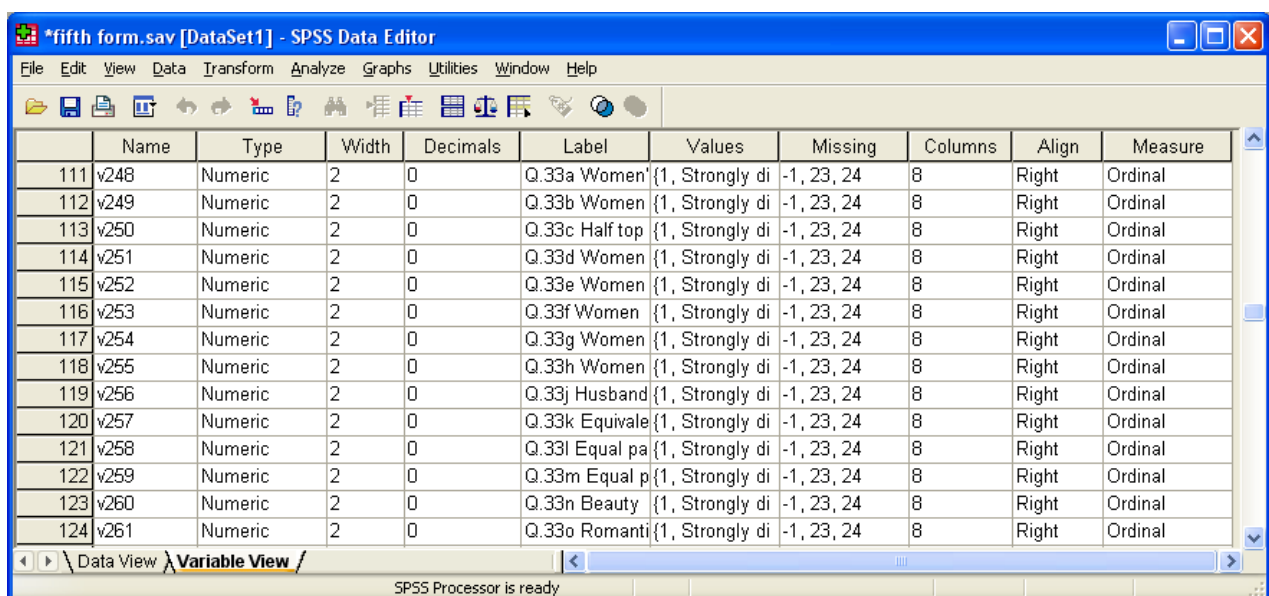 *fifth form.sav [DataSet1] - SPSS Data Editor
File Edit View Data Transform Analyze Graphs Utilities Window Help
Name Type Width Decimals Label Values Missing Columns Align Measure
111 v248 Numeric 2 0 Q.33a Women' {1, Strongly di -1, 23, 24 8 Right Ordinal
112 v249 Numeric 2 0 Q.33b Women {1, Strongly di -1, 23, 24 8 Right Ordinal
113 v250 Numeric 2 0 Q.33c Half top {1, Strongly di -1, 23, 24 8 Right Ordinal
114 v251 Numeric 2 0 Q.33d Women {1, Strongly di -1, 23, 24 8 Right Ordinal
115 v252 Numeric 2 0 Q.33e Women {1, Strongly di -1, 23, 24 8 Right Ordinal
116 v253 Numeric 2 0 Q.33f Women {1, Strongly di -1, 23, 24 8 Right Ordinal
117 v254 Numeric 2 0 Q.33g Women {1, Strongly di -1, 23, 24 8 Right Ordinal
118 v255 Numeric 2 0 Q.33h Women {1, Strongly di -1, 23, 24 8 Right Ordinal
119 v256 Numeric 2 0 Q.33j Husband {1, Strongly di -1, 23, 24 8 Right Ordinal
120 v257 Numeric 2 0 Q.33k Equivale {1, Strongly di -1, 23, 24 8 Right Ordinal
121 v258 Numeric 2 0 Q.33l Equal pa {1, Strongly di -1, 23, 24 8 Right Ordinal
122 v259 Numeric 2 0 Q.33m Equal p {1, Strongly di -1, 23, 24 8 Right Ordinal
123 v260 Numeric 2 0 Q.33n Beauty {1, Strongly di -1, 23, 24 8 Right Ordinal
124 v261 Numeric 2 0 Q.33o Romanti {1, Strongly di -1, 23, 24 8 Right Ordinal
Data View Variable View
SPSS Processor is ready